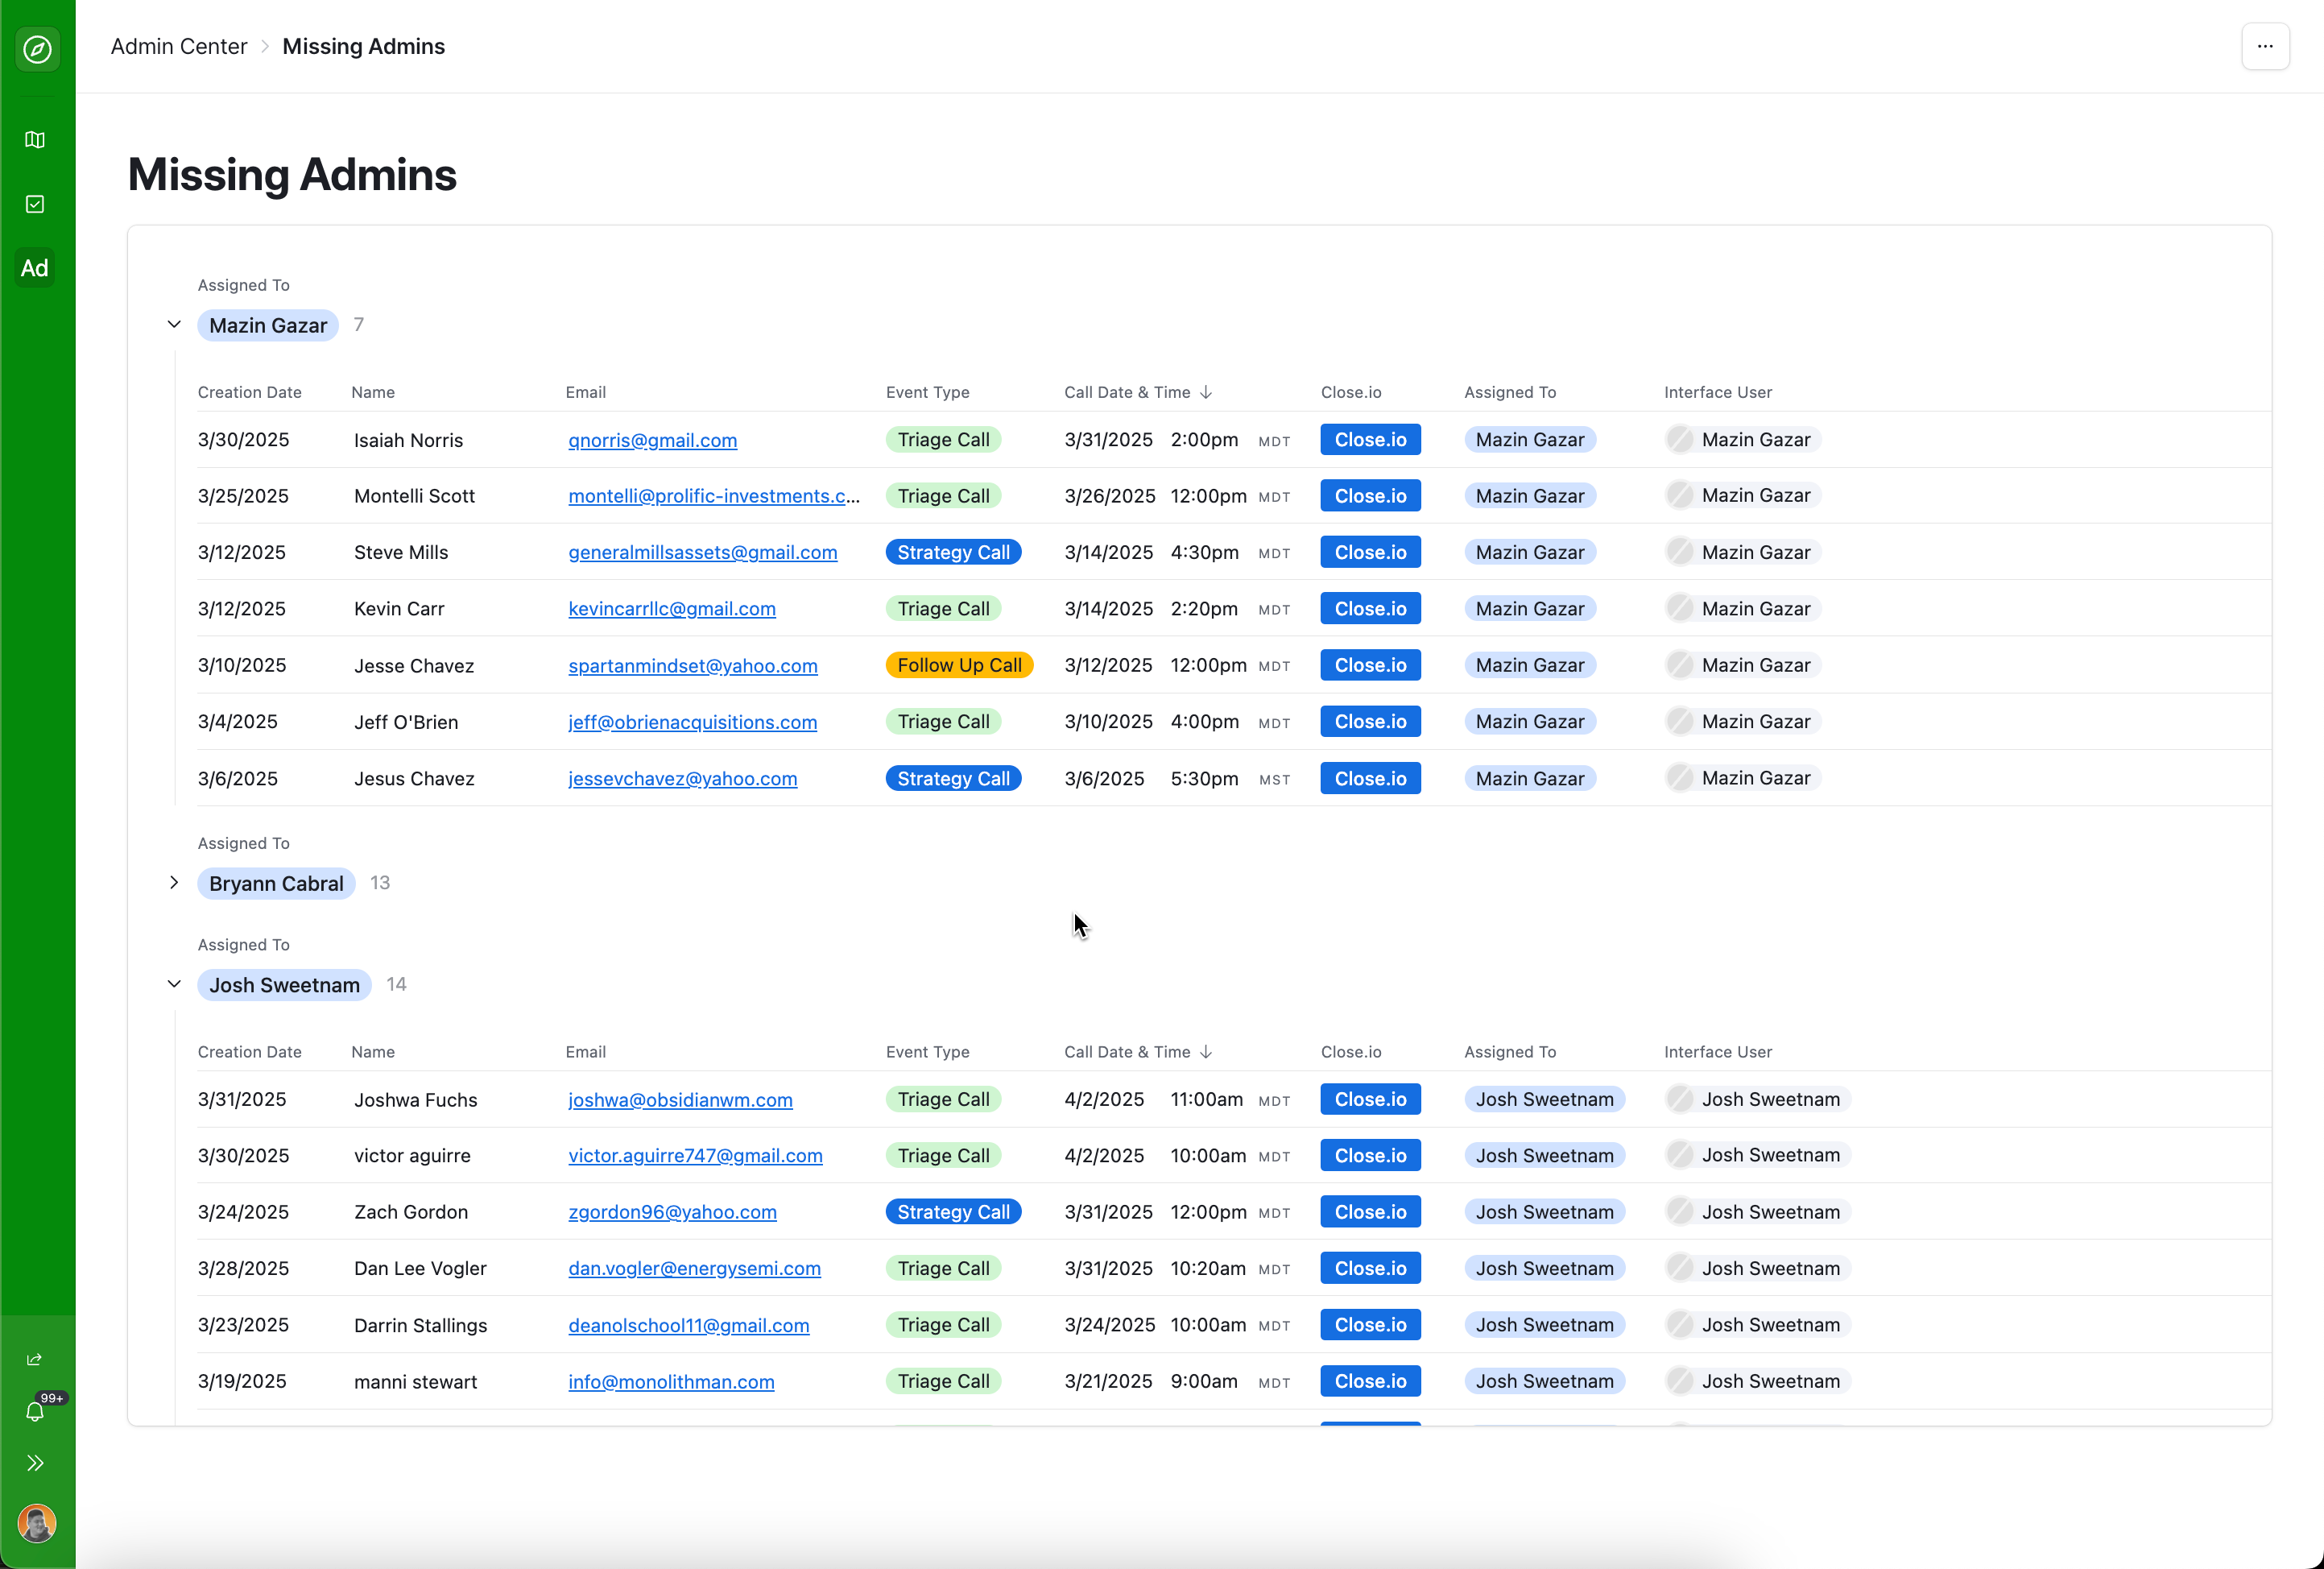 Admin Center > Missing Admins
Ad
Missing Admins
Assigned To
Mazin Gazar 7
Creation Date Name Email Event Type Call Date & Time ↓ Close.io Assigned To Interface User
3/30/2025 Isaiah Norris qnorris@gmail.com Triage Call 3/31/2025 2:00pm MDT Close.io Mazin Gazar Mazin Gazar
3/25/2025 Montelli Scott montelli@prolific-investments.c... Triage Call 3/26/2025 12:00pm MDT Close.io Mazin Gazar Mazin Gazar
3/12/2025 Steve Mills generalmillsassets@gmail.com Strategy Call 3/14/2025 4:30pm MDT Close.io Mazin Gazar Mazin Gazar
3/12/2025 Kevin Carr kevincarrllc@gmail.com Triage Call 3/14/2025 2:20pm MDT Close.io Mazin Gazar Mazin Gazar
3/10/2025 Jesse Chavez spartanmindset@yahoo.com Follow Up Call 3/12/2025 12:00pm MDT Close.io Mazin Gazar Mazin Gazar
3/4/2025 Jeff O'Brien jeff@obrienacquisitions.com Triage Call 3/10/2025 4:00pm MDT Close.io Mazin Gazar Mazin Gazar
3/6/2025 Jesus Chavez jessevchavez@yahoo.com Strategy Call 3/6/2025 5:30pm MST Close.io Mazin Gazar Mazin Gazar
Assigned To
Bryann Cabral 13
Assigned To
Josh Sweetnam 14
Creation Date Name Email Event Type Call Date & Time ↓ Close.io Assigned To Interface User
3/31/2025 Joshwa Fuchs joshwa@obsidianwm.com Triage Call 4/2/2025 11:00am MDT Close.io Josh Sweetnam Josh Sweetnam
3/30/2025 victor aguirre victor.aguirre747@gmail.com Triage Call 4/2/2025 10:00am MDT Close.io Josh Sweetnam Josh Sweetnam
3/24/2025 Zach Gordon zgordon96@yahoo.com Strategy Call 3/31/2025 12:00pm MDT Close.io Josh Sweetnam Josh Sweetnam
3/28/2025 Dan Lee Vogler dan.vogler@energysemi.com Triage Call 3/31/2025 10:20am MDT Close.io Josh Sweetnam Josh Sweetnam
3/23/2025 Darrin Stallings deanolschool11@gmail.com Triage Call 3/24/2025 10:00am MDT Close.io Josh Sweetnam Josh Sweetnam
3/19/2025 manni stewart info@monolithman.com Triage Call 3/21/2025 9:00am MDT Close.io Josh Sweetnam Josh Sweetnam
99+